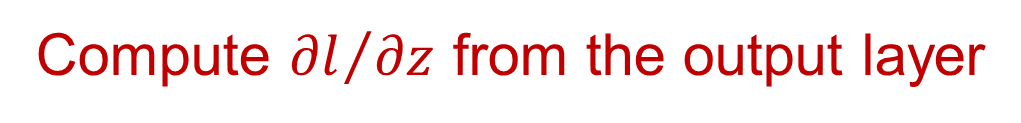 Compute ∂l/∂z from the output layer